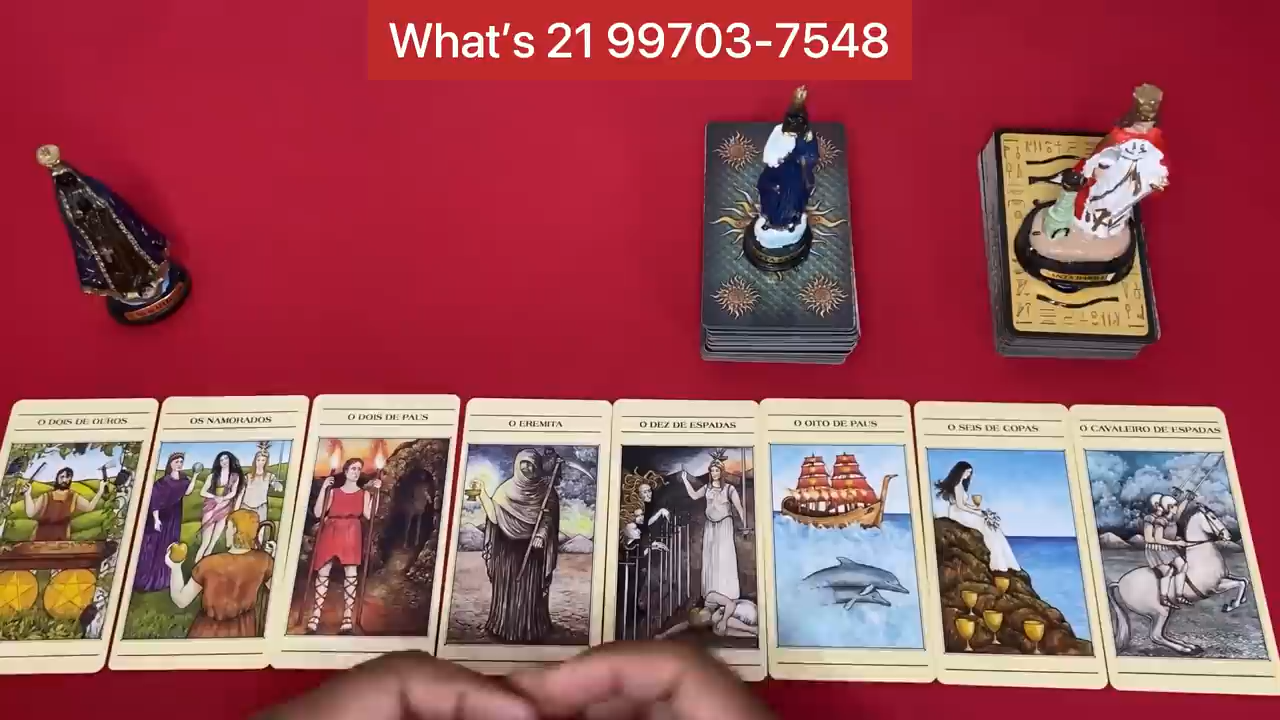 What’s 21 99703-7548
O DOIS DE OUROS
OS NAMORADOS
O DOIS DE PAUS
O EREMITA
O DEZ DE ESPADAS
O OITO DE PAUS
O SEIS DE COPAS
O CAVALEIRO DE ESPADAS